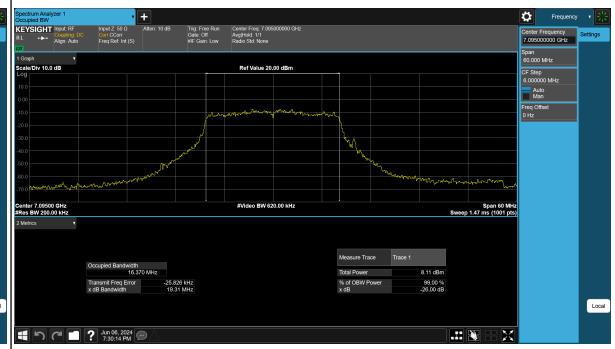 Spectrum Analyzer 1
Occupied BW
Frequency
KEYSIGHT
Input: RF
Coupling: DC
Align: Auto
Input Z: 50 Ω
Corr CCorr
Freq Ref: Int (S)
Atten: 10 dB
Trig: Free Run
Gate: Off
#IF Gain: Low
Center Freq: 7.095000000 GHz
Avg|Hold: 1/1
Radio Std: None
Center Frequency
7.095000000 GHz
Settings
Span
60.000 MHz
CF Step
6.000000 MHz
Auto
Man
Freq Offset
0 Hz
1 Graph
Scale/Div 10.0 dB
Ref Value 20.00 dBm
Log
10.0
0.00
-10.0
-20.0
-30.0
-40.0
-50.0
-60.0
-70.0
Center 7.09500 GHz
#Video BW 620.00 kHz
Span 60 MHz
#Res BW 200.00 kHz
Sweep 1.47 ms (1001 pts)
2 Metrics
Measure Trace
Trace 1
Occupied Bandwidth
16.370 MHz
Total Power
8.11 dBm
Transmit Freq Error
-25.826 kHz
% of OBW Power
99.00 %
x dB Bandwidth
19.31 MHz
x dB
-26.00 dB
Local
?
Jun 06, 2024
7:30:14 PM